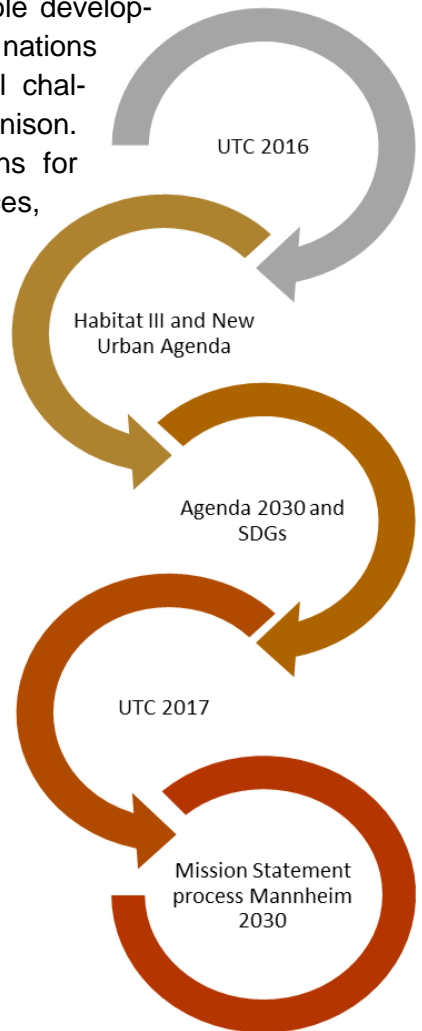 ble develop-
nations
l chal-
nison.
ns for
ces,
UTC 2016
Habitat III and New
Urban Agenda
Agenda 2030 and
SDGs
UTC 2017
Mission Statement
process Mannheim
2030